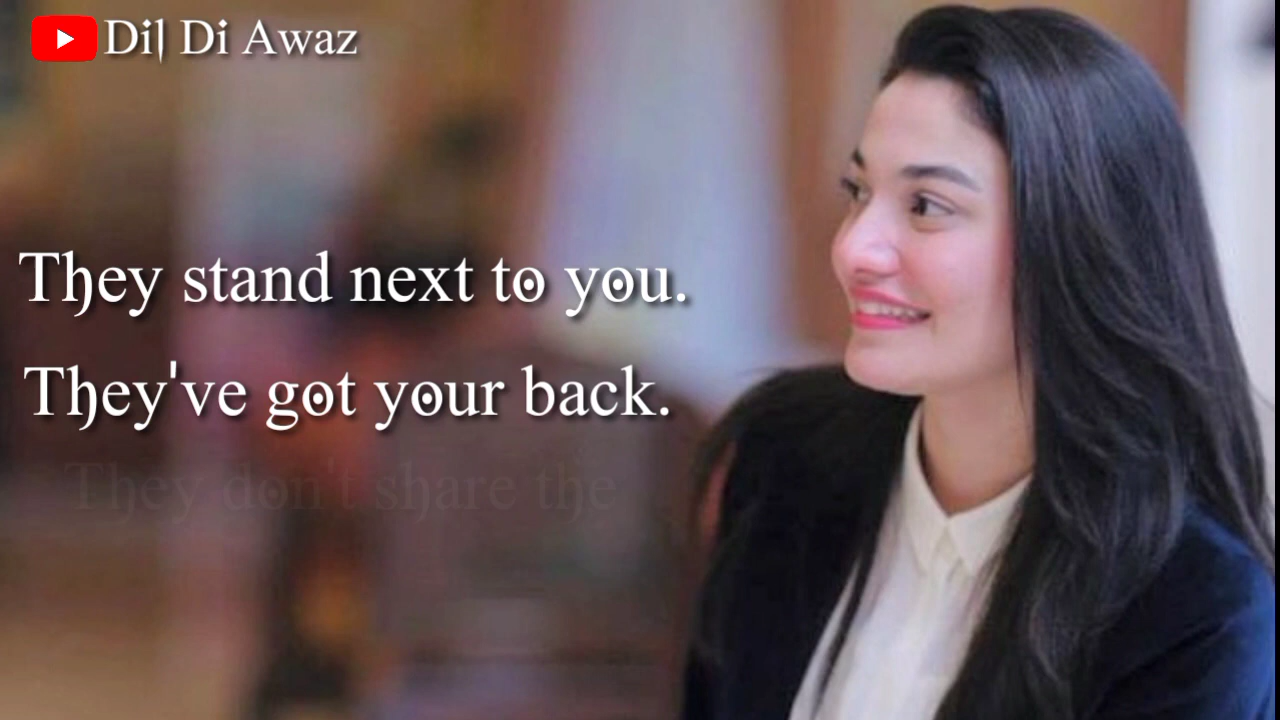 Dil Di Awaz
They stand next to you.
They've got your back.
They don't share the